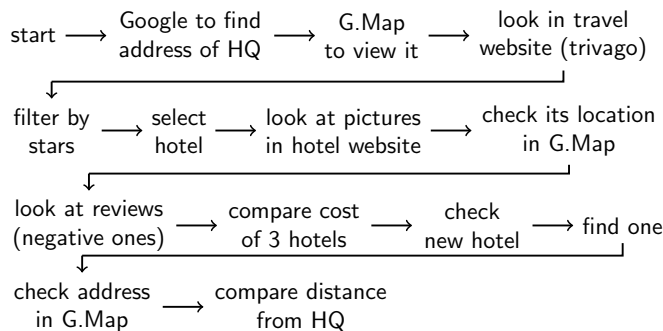 start
Google to find
address of HQ
G.Map
to view it
look in travel
website (trivago)
filter by
stars
select
hotel
look at pictures
in hotel website
check its location
in G.Map
look at reviews
(negative ones)
compare cost
of 3 hotels
check
new hotel
find one
check address
in G.Map
compare distance
from HQ